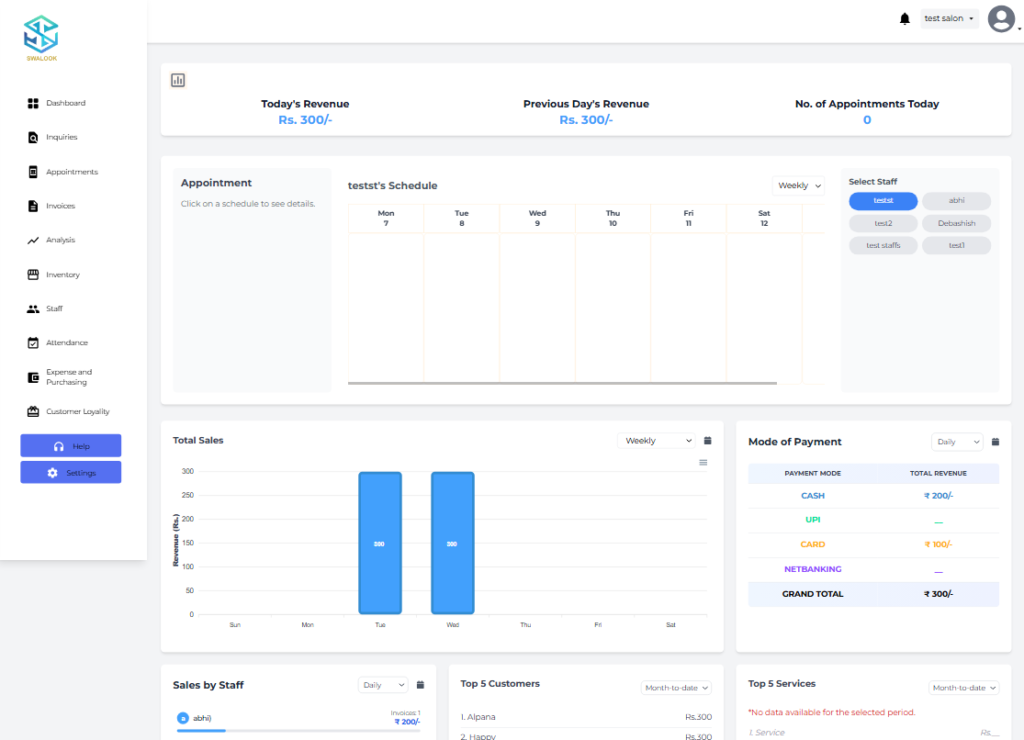 SWALOOK
test salon
Dashboard
Inquiries
Appointments
Invoices
Analysis
Inventory
Staff
Attendance
Expense and
Purchasing
Customer Loyality
Help
Settings
Today's Revenue
Rs. 300/-
Previous Day's Revenue
Rs. 300/-
No. of Appointments Today
0
Appointment
Click on a schedule to see details.
testst's Schedule
Weekly
Mon Tue Wed Thu Fri Sat
7 8 9 10 11 12
Select Staff
testst abhi
test2 Debashish
test staffs test1
Total Sales
Weekly
Revenue (Rs.)
300
250
200
150
100
50
0
300 300
Sun Mon Tue Wed Thu Fri Sat
Mode of Payment
Daily
PAYMENT MODE TOTAL REVENUE
CASH ₹ 200/-
UPI __
CARD ₹ 100/-
NETBANKING __
GRAND TOTAL ₹ 300/-
Sales by Staff
Daily
a abhi)
Invoices: 1
₹ 200/-
Top 5 Customers
Month-to-date
1. Alpana Rs.300
2. Happy Rs.300
Top 5 Services
Month-to-date
*No data available for the selected period.
1. Service Rs.__